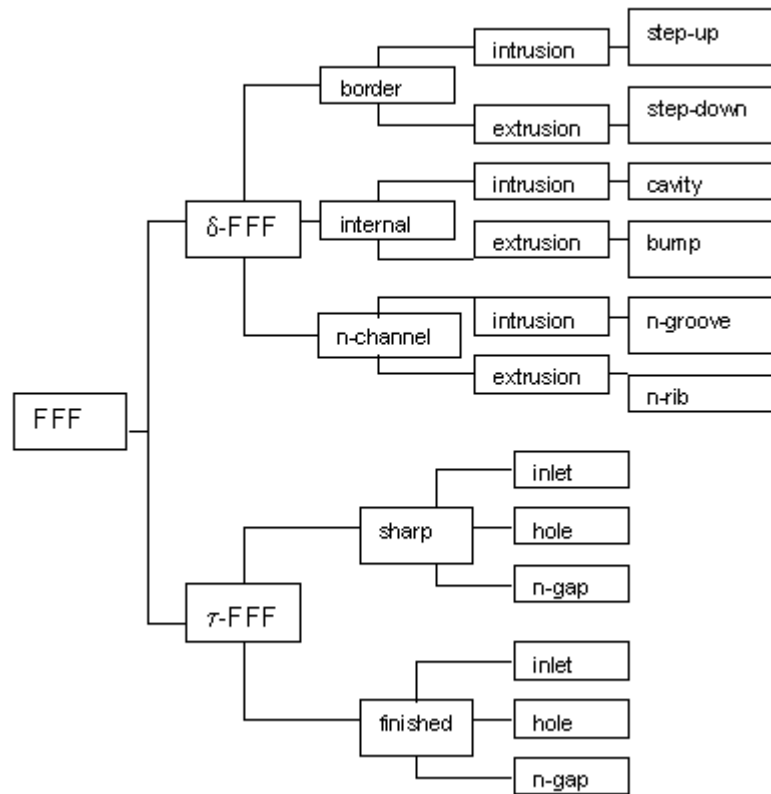 step-up
intrusion
border
step-down
extrusion
intrusion
cavity
δ-FFF
internal
extrusion
bump
intrusion
n-groove
n-channel
extrusion
n-rib
FFF
inlet
sharp
hole
n-gap
τ-FFF
inlet
finished
hole
n-gap